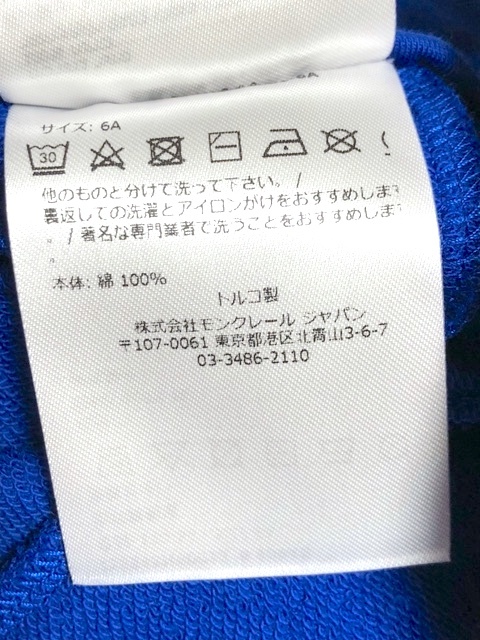 サイズ: 6A
30
他のものと分けて洗って下さい。 /
裏返しての洗濯とアイロンがけをおすすめします
。 / 著名な専門業者で洗うことをおすすめしま
。
本体: 綿 100%
トルコ製
株式会社モンクレール ジャパン
〒107-0061 東京都港区北青山3-6-7
03-3486-2110